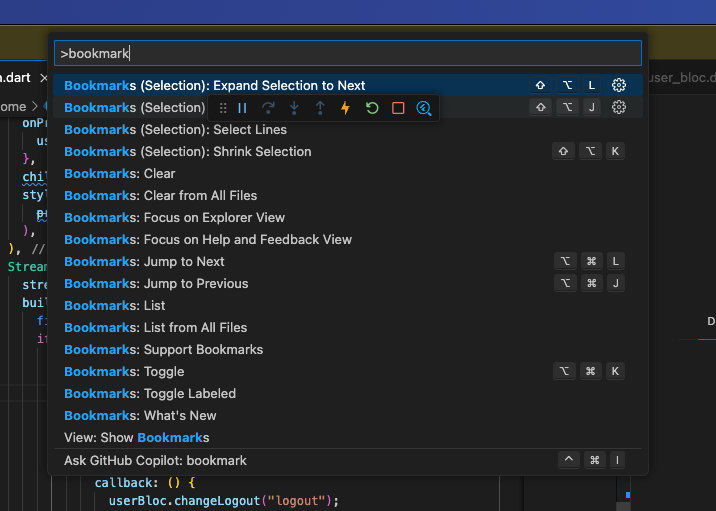 >bookmark
n.dart
user_bloc.d
ome >
Bookmarks (Selection): Expand Selection to Next ⇧ ⌥ L
Bookmarks (Selection) ⇧ ⌥ J
Bookmarks (Selection): Select Lines
Bookmarks (Selection): Shrink Selection ⇧ ⌥ K
Bookmarks: Clear
Bookmarks: Clear from All Files
Bookmarks: Focus on Explorer View
Bookmarks: Focus on Help and Feedback View
Bookmarks: Jump to Next ⌥ ⌘ L
Bookmarks: Jump to Previous ⌥ ⌘ J
Bookmarks: List
Bookmarks: List from All Files
Bookmarks: Support Bookmarks
Bookmarks: Toggle ⌥ ⌘ K
Bookmarks: Toggle Labeled
Bookmarks: What's New
View: Show Bookmarks
Ask GitHub Copilot: bookmark ^ ⌘ I
onP
us
},
chil
styl
),
), //
Stream
stre
buil
fi
if
D
callback: () {
userBloc.changeLogout("logout");